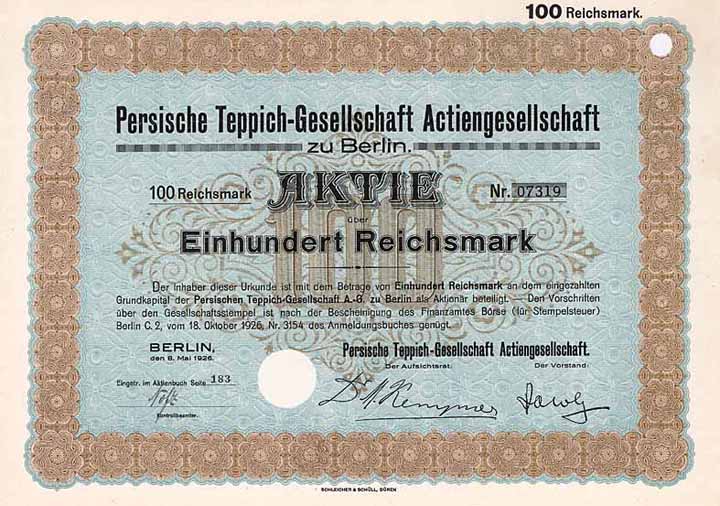 100 Reichsmark.
Persische Teppich-Gesellschaft Actiengesellschaft
zu Berlin.
100 Reichsmark AKTIE Nr. 07319
100
über
Einhundert Reichsmark
Der Inhaber dieser Urkunde ist mit dem Betrage von Einhundert Reichsmark an dem eingezahlten
Grundkapital der Persischen Teppich-Gesellschaft A.-G. zu Berlin als Aktionär beteiligt. — Den Vorschriften
über den Gesellschaftsstempel ist nach der Bescheinigung des Finanzamtes Börse (für Stempelsteuer)
Berlin C. 2, vom 18. Oktober 1926, Nr. 3154 des Anmeldungsbuches genügt.
BERLIN,
den 8. Mai 1926.
Persische Teppich-Gesellschaft Actiengesellschaft.
Der Aufsichtsrat: Der Vorstand:
Eingetr. im Aktienbuch Seite 183
Kontrollbeamter.
SCHLEICHER & SCHÜLL, DÜREN